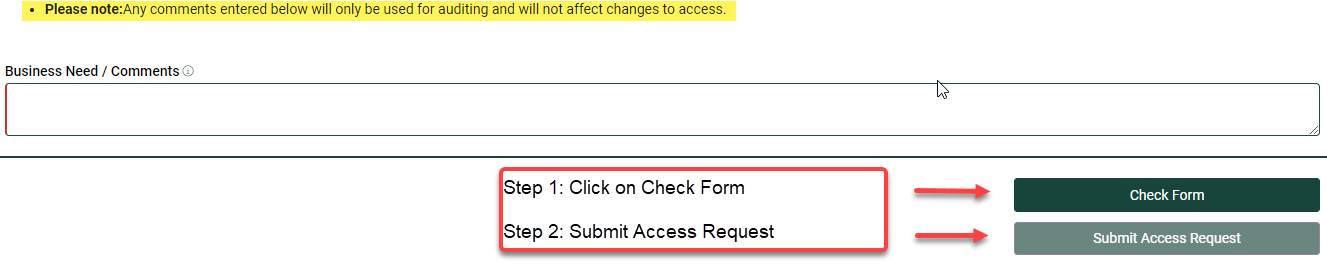 Please note:Any comments entered below will only be used for auditing and will not affect changes to access.
Business Need / Comments
Step 1: Click on Check Form
Check Form
Step 2: Submit Access Request
Submit Access Request